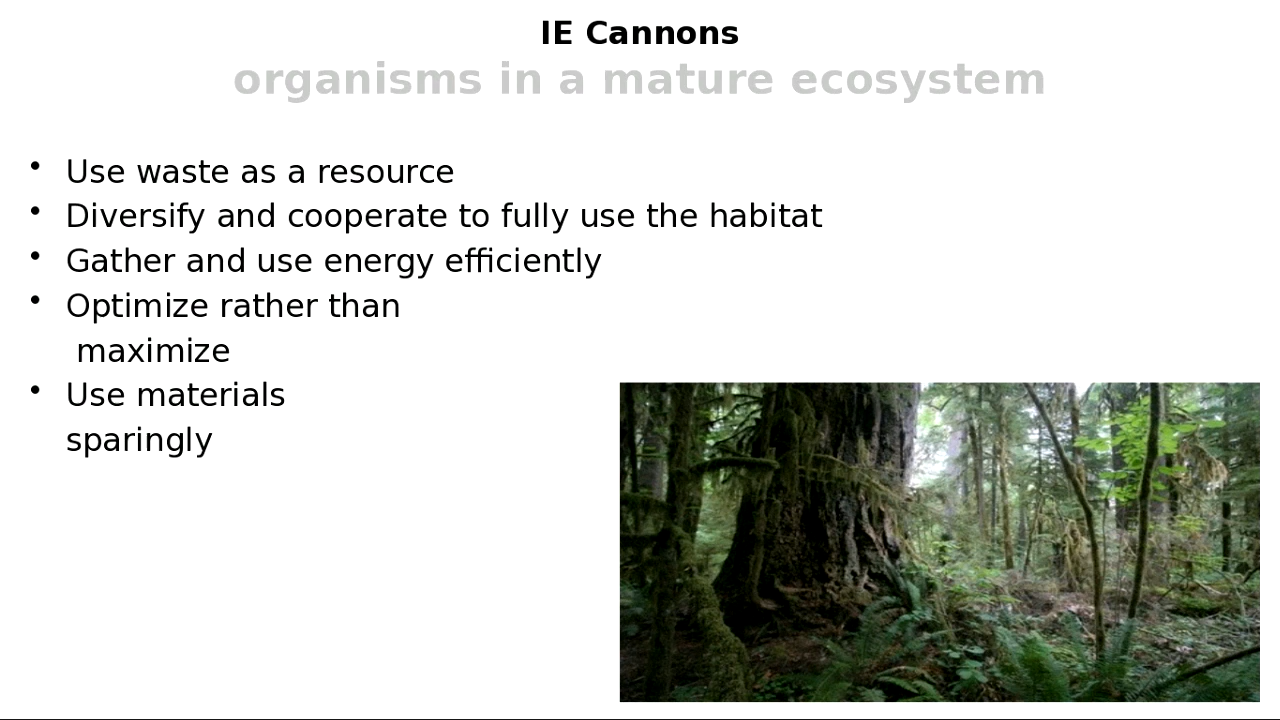 IE Cannons
organisms in a mature ecosystem
• Use waste as a resource
• Diversify and cooperate to fully use the habitat
• Gather and use energy efficiently
• Optimize rather than
maximize
• Use materials
sparingly